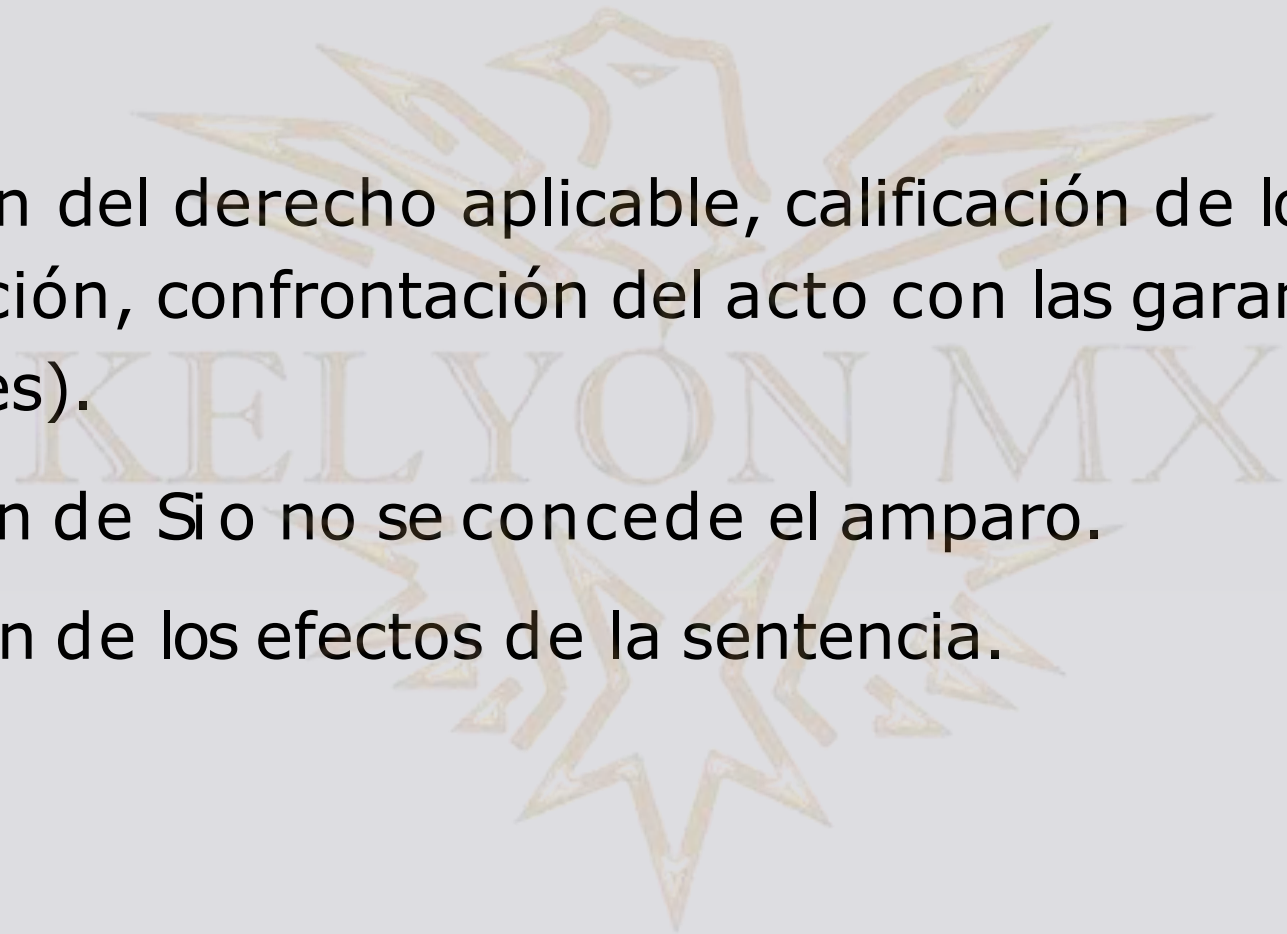 n del derecho aplicable, calificación de lo
ción, confrontación del acto con las garan
es).
KELYON MX
n de Si o no se concede el amparo.
n de los efectos de la sentencia.